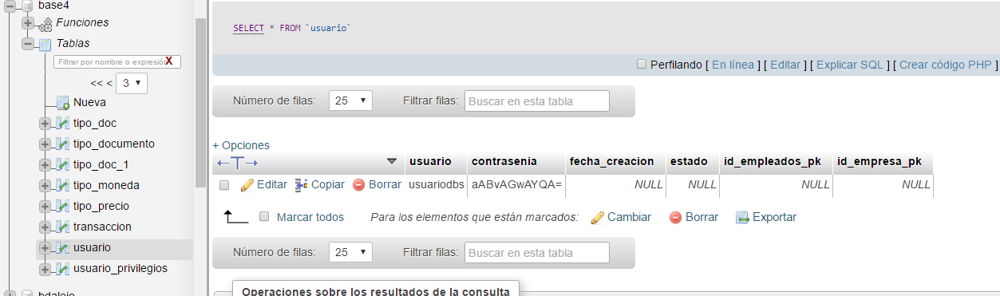 base4
Funciones
Tablas
Filtrar por nombre o expresión X
<< < 3
Nueva
tipo_doc
tipo_documento
tipo_doc_1
tipo_moneda
tipo_precio
transaccion
usuario
usuario_privilegios
SELECT * FROM `usuario`
Perfilando [ En línea ] [ Editar ] [ Explicar SQL ] [ Crear código PHP ]
Número de filas: 25 Filtrar filas: Buscar en esta tabla
+ Opciones
usuario contrasenia fecha_creacion estado id_empleados_pk id_empresa_pk
Editar Copiar Borrar usuariodbs aABvAGwAYQA= NULL NULL NULL NULL
Marcar todos Para los elementos que están marcados: Cambiar Borrar Exportar
Número de filas: 25 Filtrar filas: Buscar en esta tabla
Operaciones sobre los resultados de la consulta